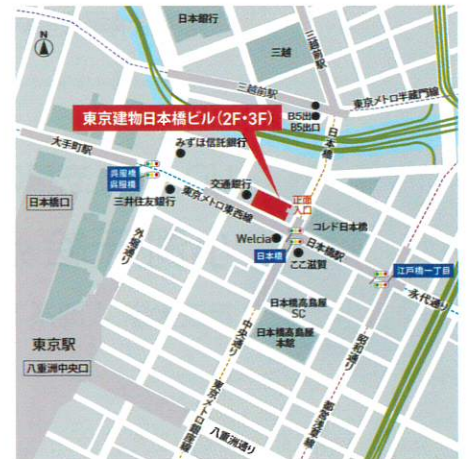 日本銀行
三越
N
三越前駅
三越前駅
東京メトロ半蔵門線
B5出口
B5出口
東京建物日本橋ビル(2F・3F)
日本橋
大手町駅
みずほ信託銀行
呉服橋
呉服橋
交通銀行
正面
入口
日本橋口
三井住友銀行
東京メトロ東西線
コレド日本橋
外堀通り
Welcia
日本橋
日本橋駅
ここ滋賀
江戸橋一丁目
永代通り
日本橋高島屋
SC
日本橋高島屋
本館
中央通り
昭和通り
東京駅
八重洲中央口
東京メトロ銀座線
都営浅草線
八重洲通り